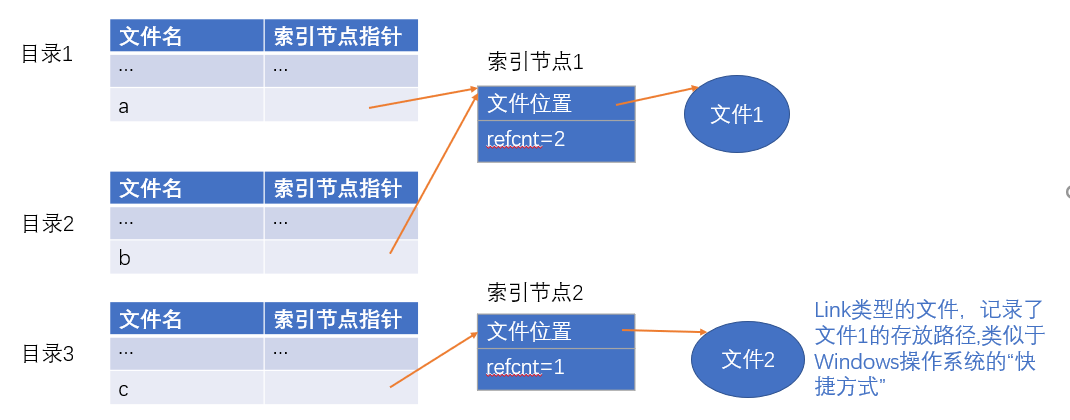 目录1
文件名 索引节点指针
... ...
a
索引节点1
文件位置
refcnt=2
文件1
目录2
文件名 索引节点指针
... ...
b
目录3
文件名 索引节点指针
... ...
c
索引节点2
文件位置
refcnt=1
文件2
Link类型的文件，记录了
文件1的存放路径,类似于
Windows操作系统的“快
捷方式”